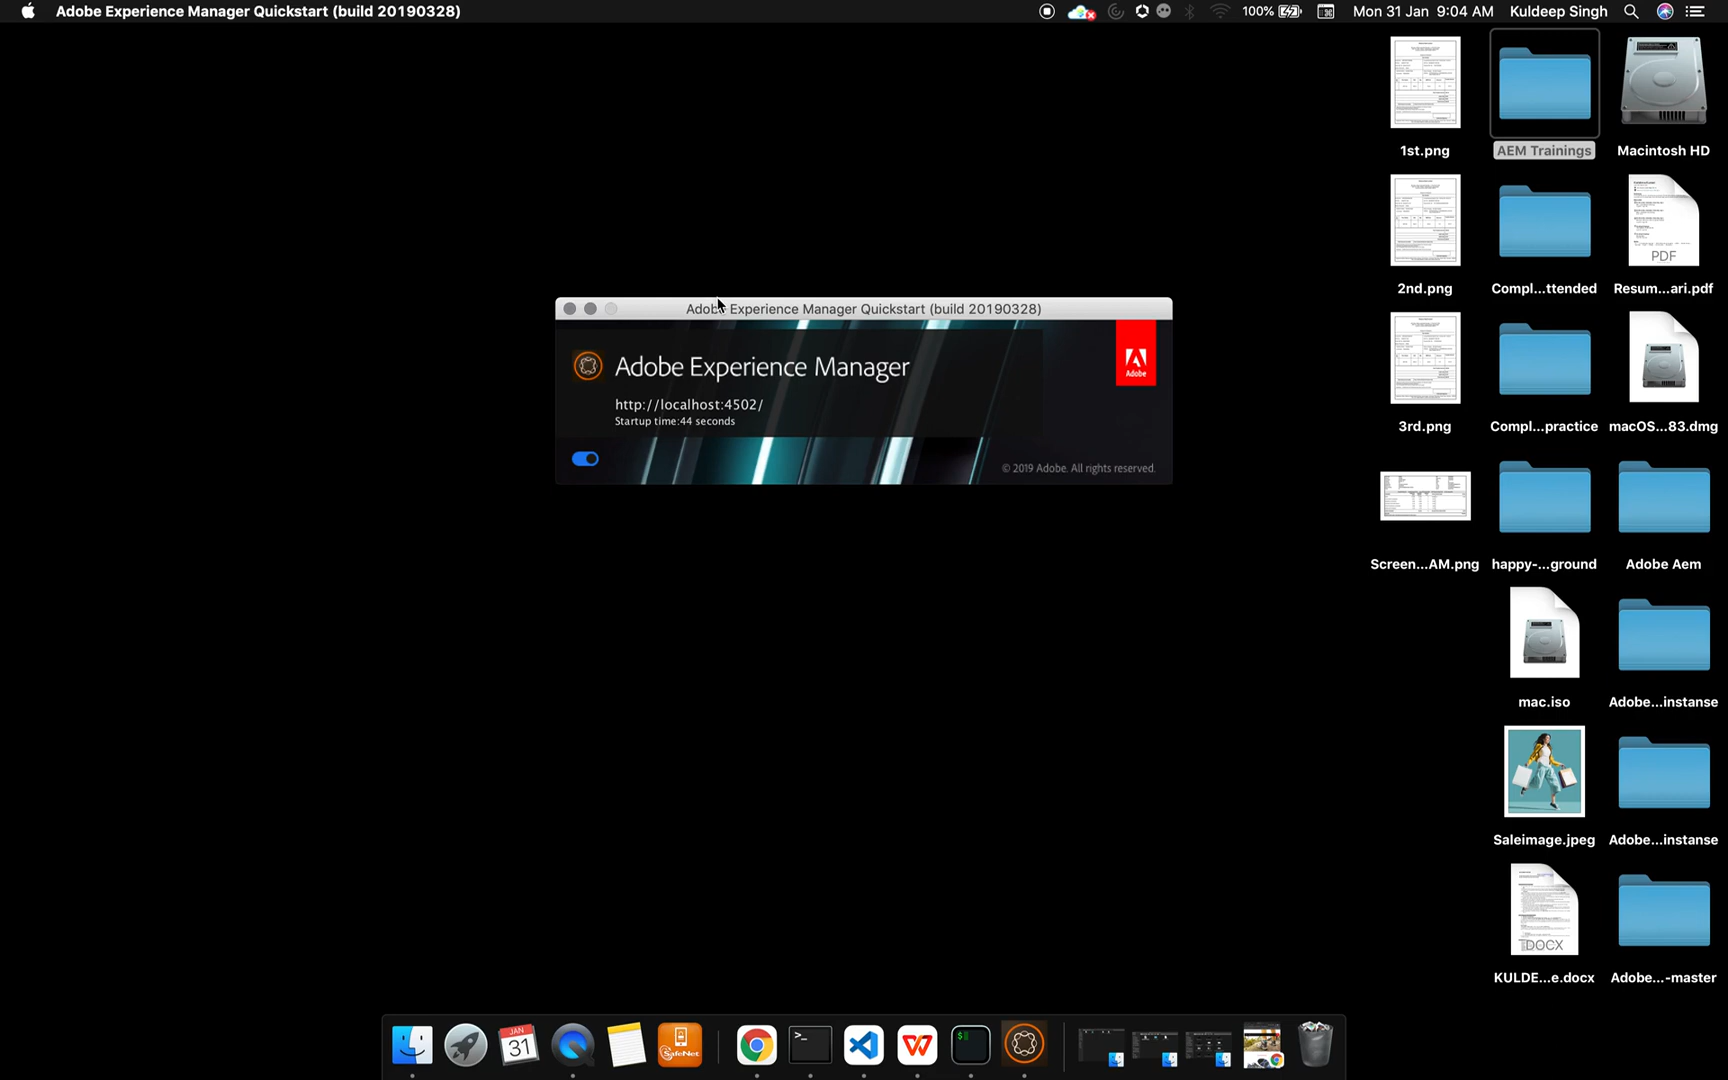 Adobe Experience Manager Quickstart (build 20190328)
100%
Mon 31 Jan 9:04 AM
Kuldeep Singh
1st.png
AEM Trainings
Macintosh HD
PDF
2nd.png
Compl...ttended
Resum...ari.pdf
Adobe Experience Manager Quickstart (build 20190328)
Adobe Experience Manager
Adobe
http://localhost:4502/
Startup time:44 seconds
© 2019 Adobe. All rights reserved.
3rd.png
Compl...practice
macOS...83.dmg
Screen...AM.png
happy-...ground
Adobe Aem
mac.iso
Adobe...instanse
Saleimage.jpeg
Adobe...instanse
DOCX
KULDE...e.docx
Adobe...-master
JAN
31
SafeNet
>_
$